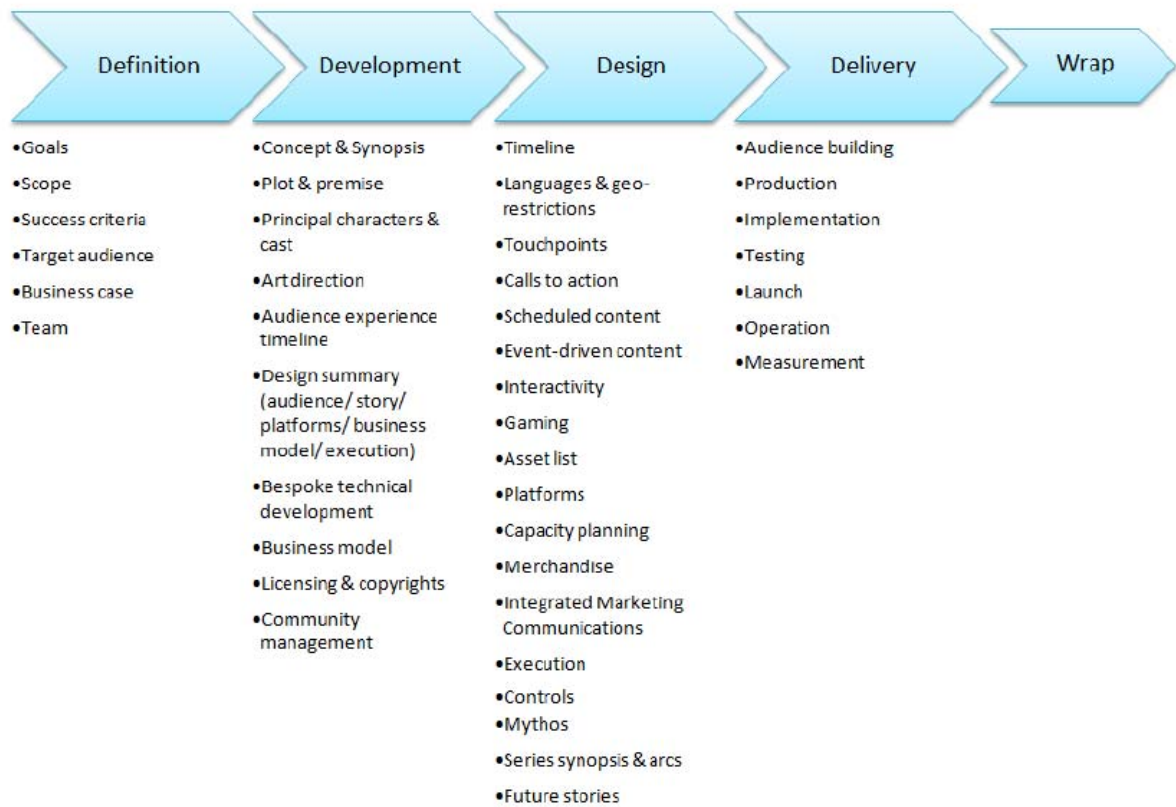 Definition
Development
Design
Delivery
Wrap
•Goals
•Scope
•Success criteria
•Target audience
•Business case
•Team
•Concept & Synopsis
•Plot & premise
•Principal characters &
cast
•Art direction
•Audience experience
timeline
•Design summary
(audience/ story/
platforms/ business
model/ execution)
•Bespoke technical
development
•Business model
•Licensing & copyrights
•Community
management
•Timeline
•Languages & geo-
restrictions
•Touchpoints
•Calls to action
•Scheduled content
•Event-driven content
•Interactivity
•Gaming
•Asset list
•Platforms
•Capacity planning
•Merchandise
•Integrated Marketing
Communications
•Execution
•Controls
•Mythos
•Series synopsis & arcs
•Future stories
•Audience building
•Production
•Implementation
•Testing
•Launch
•Operation
•Measurement